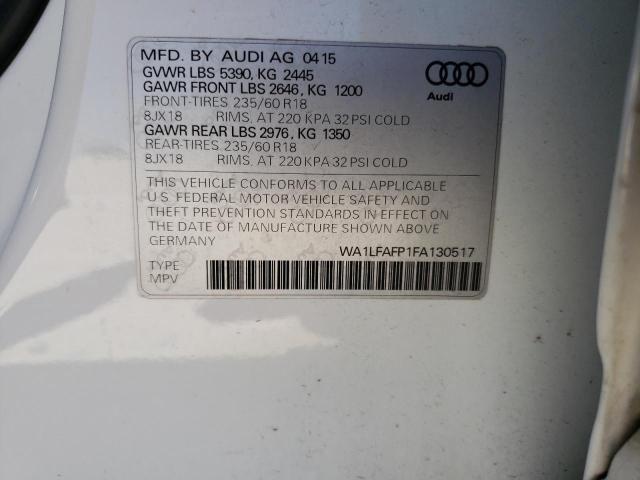 MFD. BY AUDI AG 04 15
GVWR LBS 5390, KG 2445
GAWR FRONT LBS 2646, KG 1200
FRONT-TIRES 235/60 R18
8JX18 RIMS, AT 220 KPA 32 PSI COLD
GAWR REAR LBS 2976, KG 1350
REAR-TIRES 235/60 R18
8JX18 RIMS, AT 220 KPA 32 PSI COLD
Audi
THIS VEHICLE CONFORMS TO ALL APPLICABLE
U.S. FEDERAL MOTOR VEHICLE SAFETY AND
THEFT PREVENTION STANDARDS IN EFFECT ON
THE DATE OF MANUFACTURE SHOWN ABOVE
GERMANY
WA1LFAFP1FA130517
TYPE
MPV